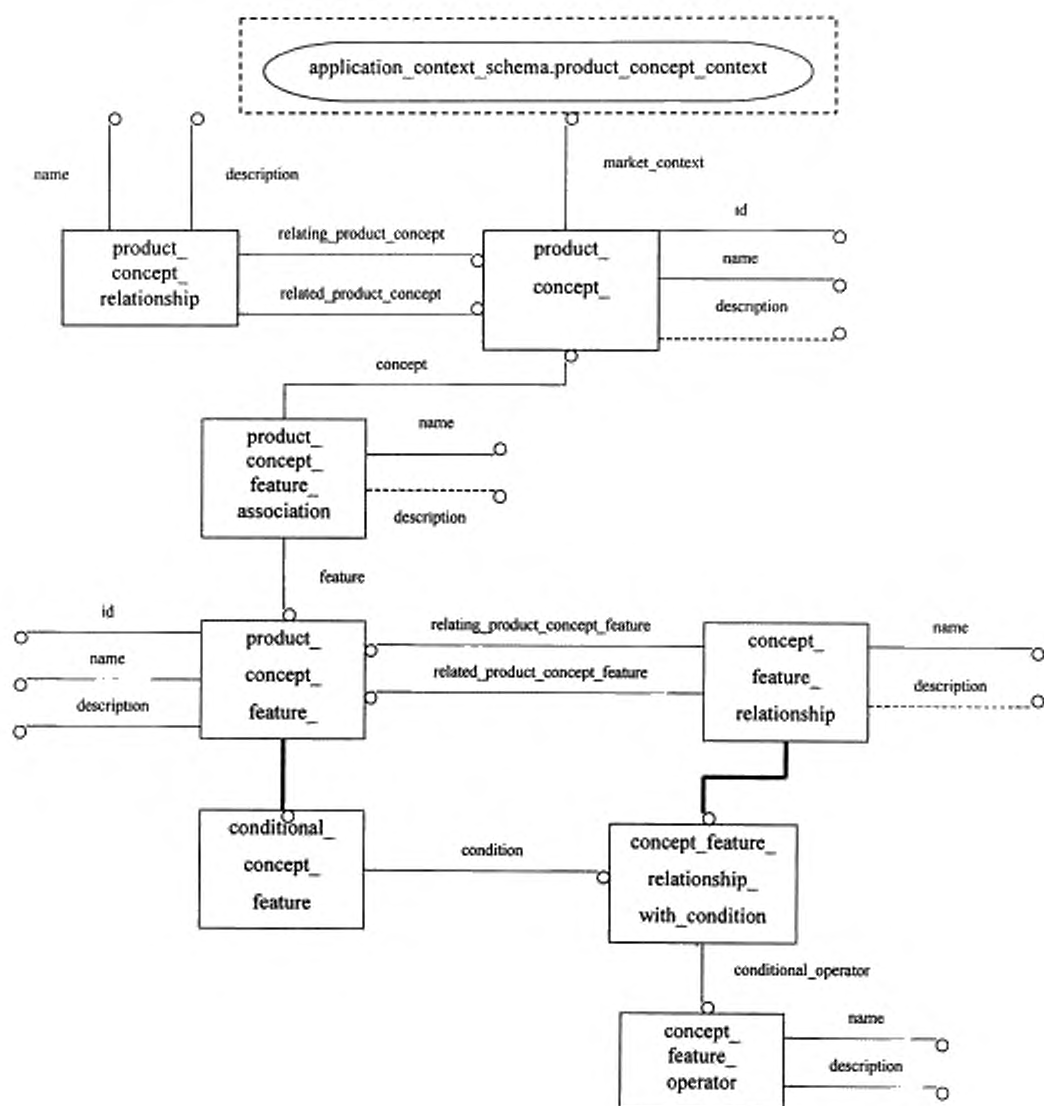 application_context_schema.product_concept_context
market_context
name
description
id
relating_product_concept
product_
concept_
relationship
product_
concept_
name
related_product_concept
description
concept
name
product_
concept_
feature_
association
description
feature
id
relating_product_concept_feature
name
product_
concept_
feature_
concept_
feature_
relationship
name
related_product_concept_feature
description
description
conditional_
concept_
feature
condition
concept_feature_
relationship_
with_condition
conditional_operator
concept_
feature_
operator
name
description